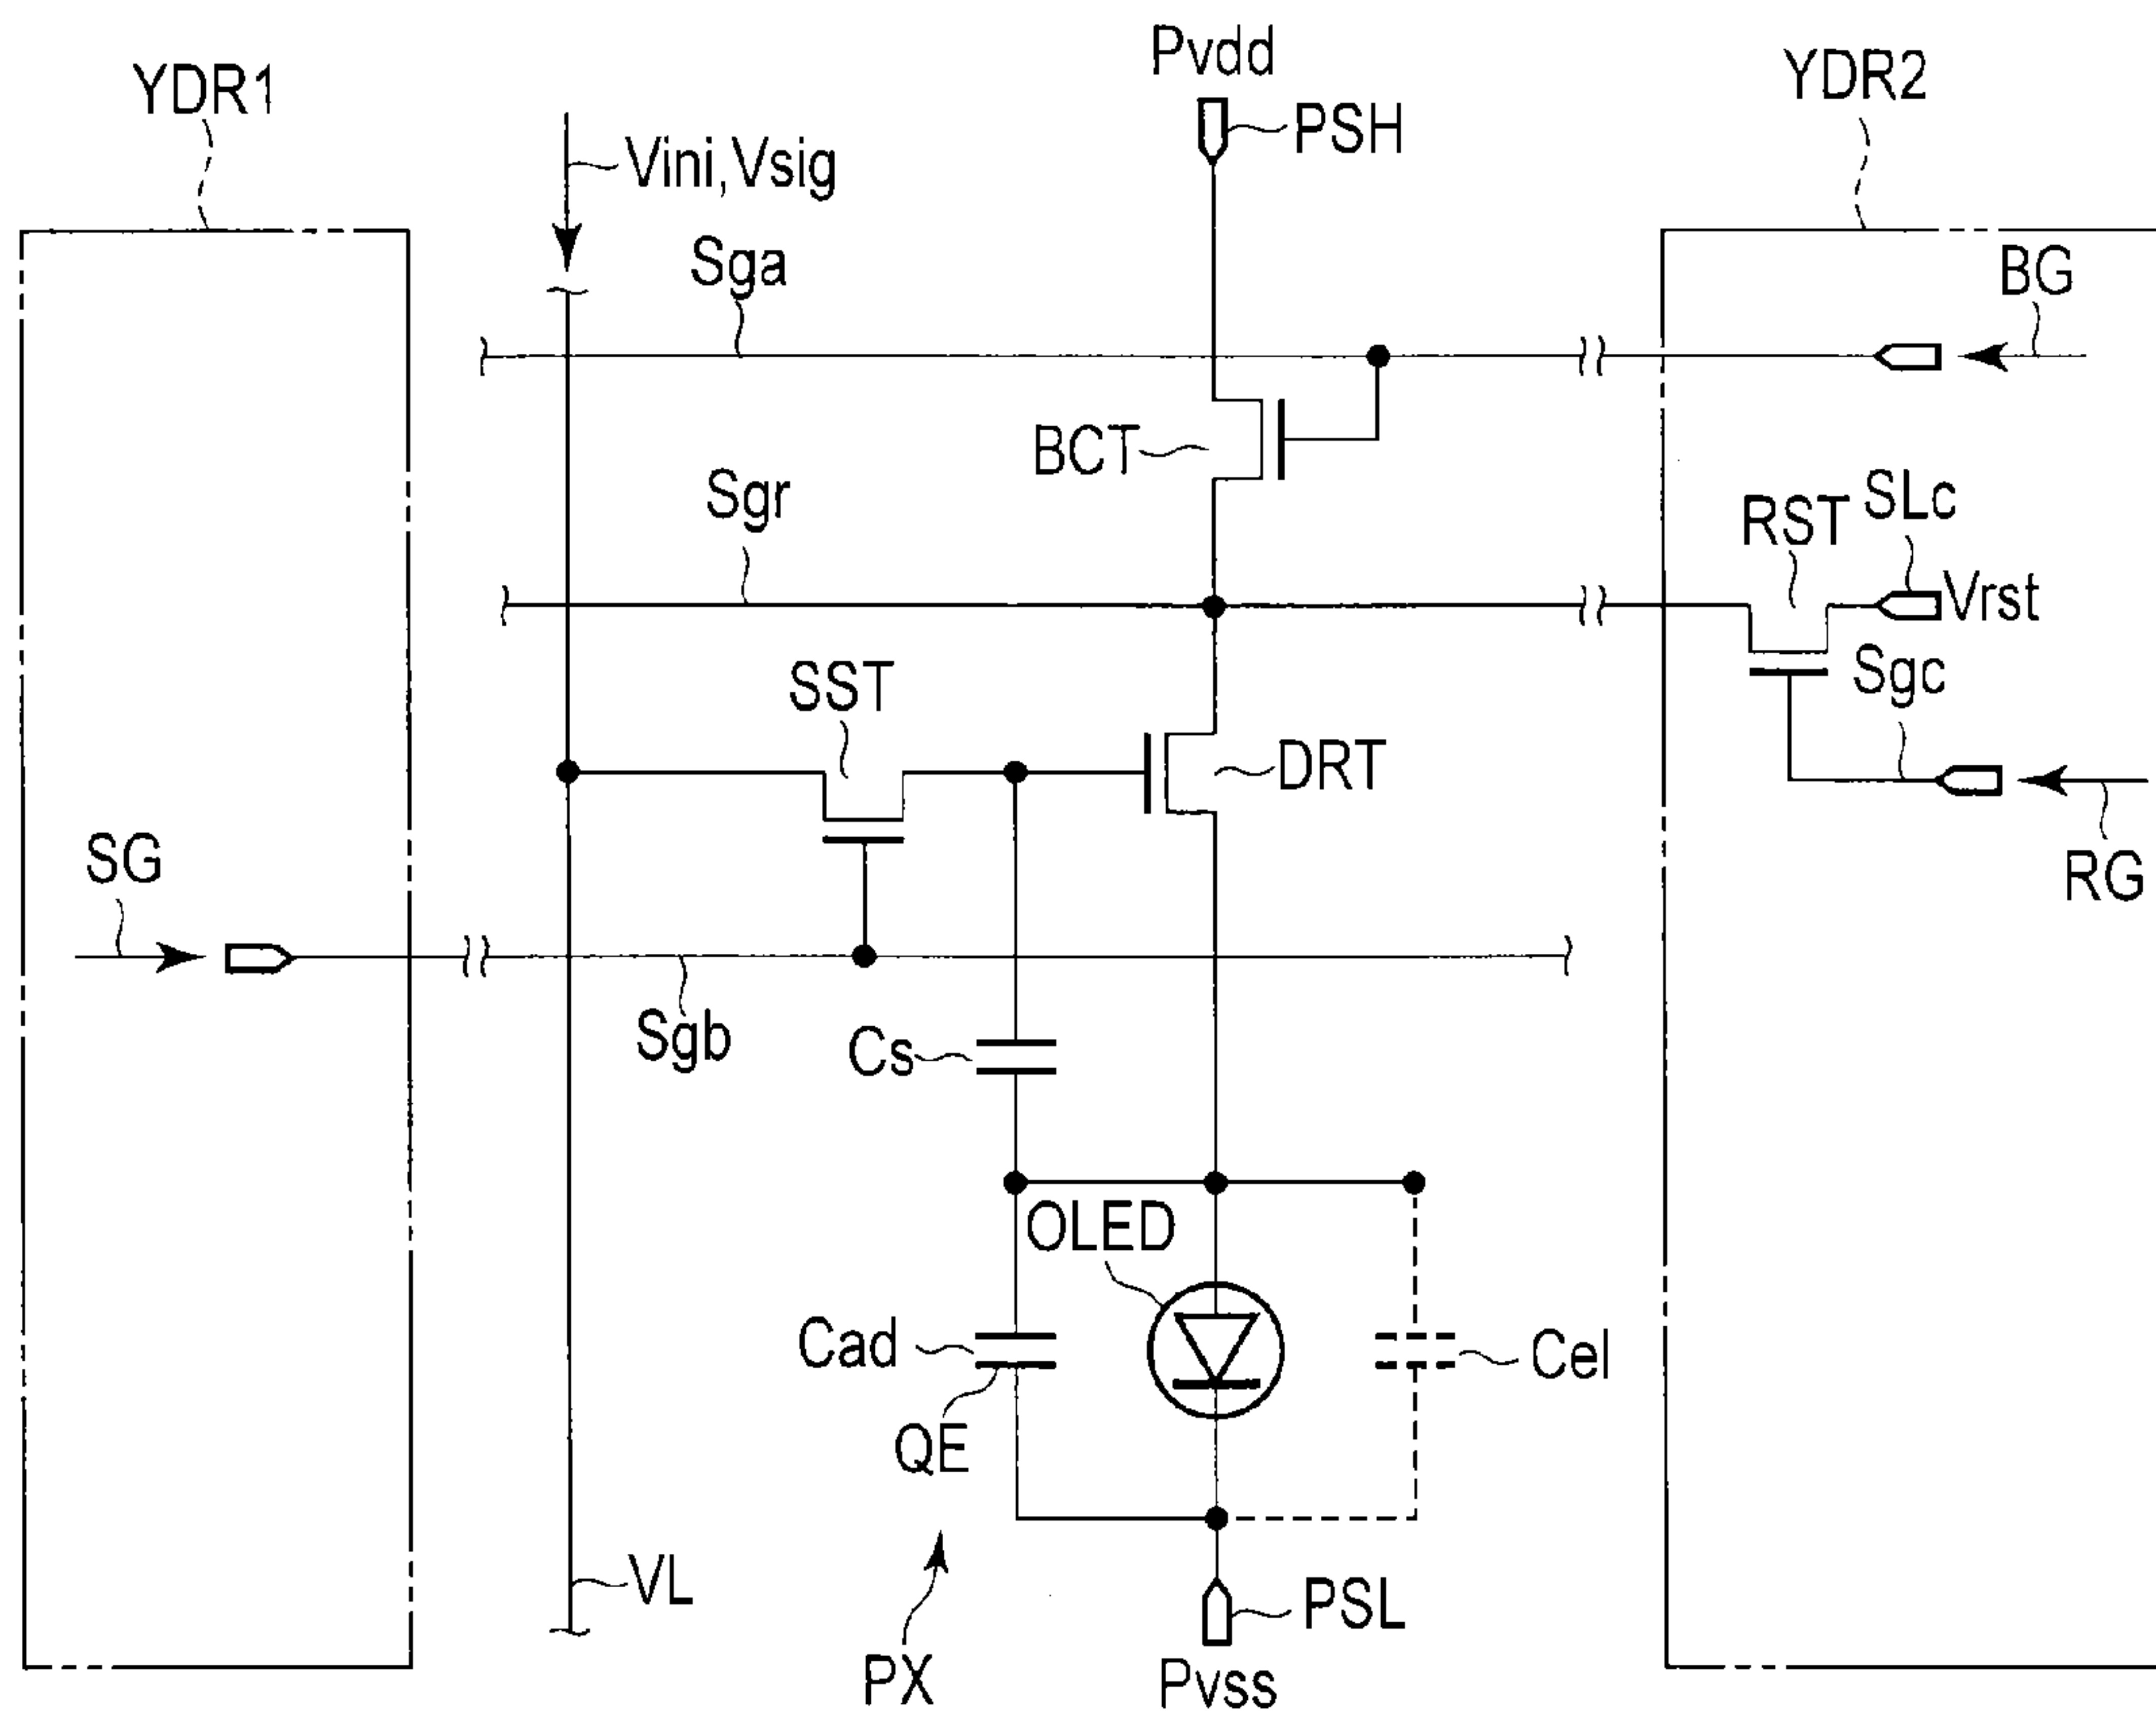 Pvdd
YDR1
YDR2
PSH
Vini,Vsig
Sga
BG
BCT
Sgr
SLc
RST
Vrst
SST
Sgc
DRT
SG
RG
Sgb
Cs
OLED
Cad
Cel
QE
VL
PSL
PX
Pvss